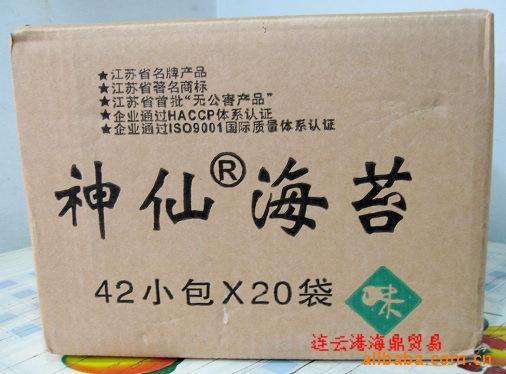 ★江苏省名牌产品
★江苏省著名商标
★江苏省首批“无公害产品”
★企业通过HACCP体系认证
★企业通过ISO9001国际质量体系认证
神仙®海苔
42小包X20袋
味
连云港海鼎贸易
alibaba.com.cn